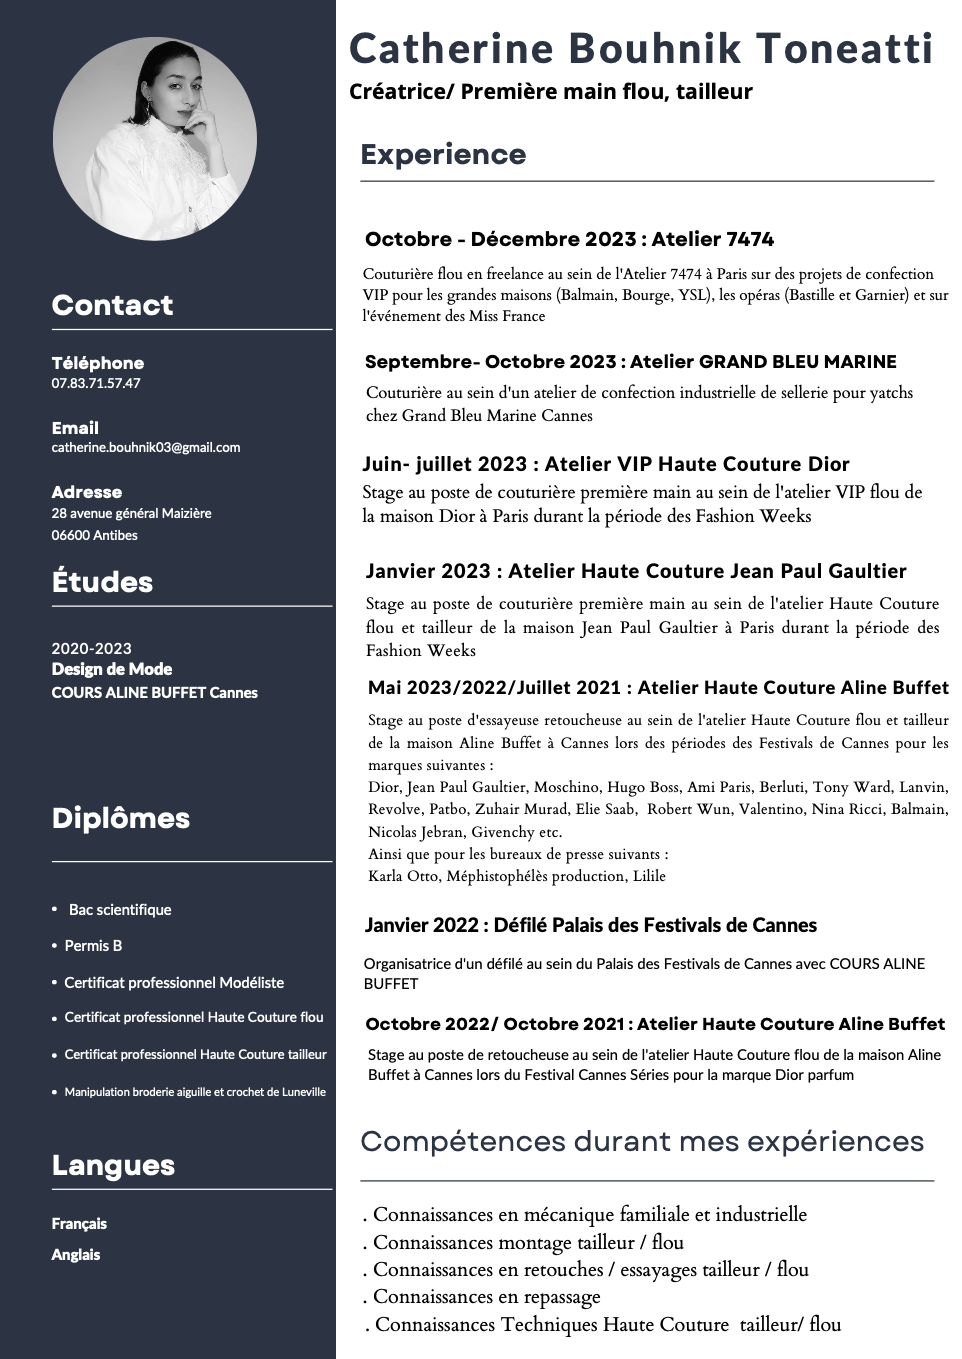 Catherine Bouhnik Toneatti
Créatrice/ Première main flou, tailleur
Contact
Téléphone
07.83.71.57.47
Email
catherine.bouhnik03@gmail.com
Adresse
28 avenue général Maizière
06600 Antibes
Études
2020-2023
Design de Mode
COURS ALINE BUFFET Cannes
Diplômes
• Bac scientifique
• Permis B
• Certificat professionnel Modéliste
• Certificat professionnel Haute Couture flou
• Certificat professionnel Haute Couture tailleur
• Manipulation broderie aiguille et crochet de Luneville
Langues
Français
Anglais
Experience
Octobre - Décembre 2023 : Atelier 7474
Couturière flou en freelance au sein de l'Atelier 7474 à Paris sur des projets de confection
VIP pour les grandes maisons (Balmain, Bourge, YSL), les opéras (Bastille et Garnier) et sur
l'événement des Miss France
Septembre- Octobre 2023 : Atelier GRAND BLEU MARINE
Couturière au sein d'un atelier de confection industrielle de sellerie pour yatchs
chez Grand Bleu Marine Cannes
Juin- juillet 2023 : Atelier VIP Haute Couture Dior
Stage au poste de couturière première main au sein de l'atelier VIP flou de
la maison Dior à Paris durant la période des Fashion Weeks
Janvier 2023 : Atelier Haute Couture Jean Paul Gaultier
Stage au poste de couturière première main au sein de l'atelier Haute Couture
flou et tailleur de la maison Jean Paul Gaultier à Paris durant la période des
Fashion Weeks
Mai 2023/2022/Juillet 2021 : Atelier Haute Couture Aline Buffet
Stage au poste d'essayeuse retoucheuse au sein de l'atelier Haute Couture flou et tailleur
de la maison Aline Buffet à Cannes lors des périodes des Festivals de Cannes pour les
marques suivantes :
Dior, Jean Paul Gaultier, Moschino, Hugo Boss, Ami Paris, Berluti, Tony Ward, Lanvin,
Revolve, Patbo, Zuhair Murad, Elie Saab, Robert Wun, Valentino, Nina Ricci, Balmain,
Nicolas Jebran, Givenchy etc.
Ainsi que pour les bureaux de presse suivants :
Karla Otto, Méphistophélès production, Lilile
Janvier 2022 : Défilé Palais des Festivals de Cannes
Organisatrice d'un défilé au sein du Palais des Festivals de Cannes avec COURS ALINE
BUFFET
Octobre 2022/ Octobre 2021 : Atelier Haute Couture Aline Buffet
Stage au poste de retoucheuse au sein de l'atelier Haute Couture flou de la maison Aline
Buffet à Cannes lors du Festival Cannes Séries pour la marque Dior parfum
Compétences durant mes expériences
. Connaissances en mécanique familiale et industrielle
. Connaissances montage tailleur / flou
. Connaissances en retouches / essayages tailleur / flou
. Connaissances en repassage
. Connaissances Techniques Haute Couture tailleur/ flou